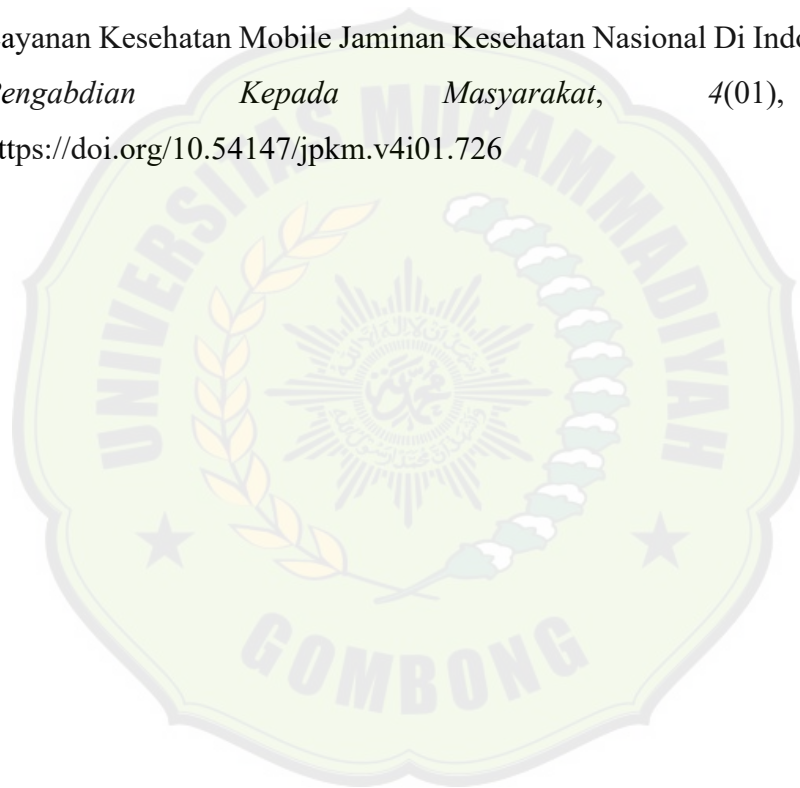 ayanan Kesehatan Mobile Jaminan Kesehatan Nasional Di Indo
engabdian Kepada Masyarakat, 4(01),
ttps://doi.org/10.54147/jpkm.v4i01.726
UNIVERSITAS MUHAMMADIYAH
GOMBONG